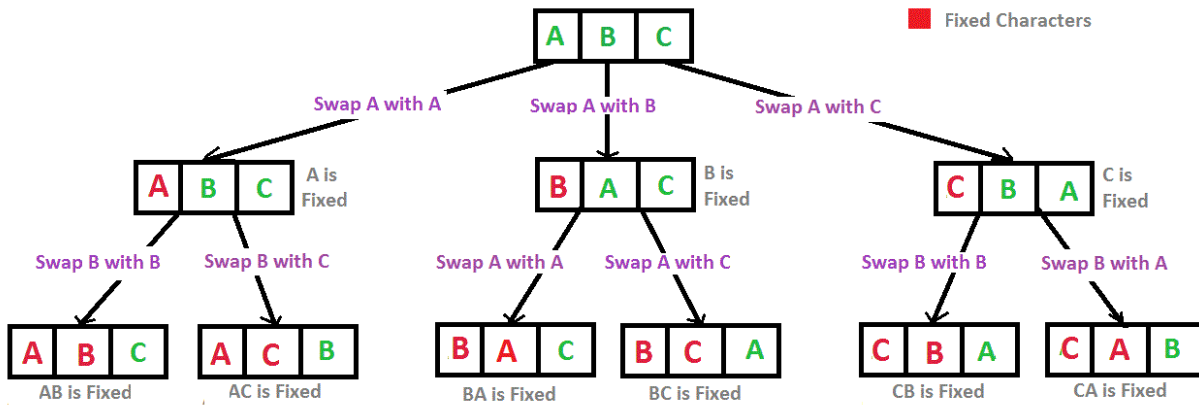 Fixed Characters
A B C
Swap A with A
Swap A with B
Swap A with C
A B C
A is
Fixed
B A C
B is
Fixed
C B A
C is
Fixed
Swap B with B
Swap B with C
Swap A with A
Swap A with C
Swap B with B
Swap B with A
A B C
A C B
B A C
B C A
C B A
C A B
AB is Fixed
AC is Fixed
BA is Fixed
BC is Fixed
CB is Fixed
CA is Fixed